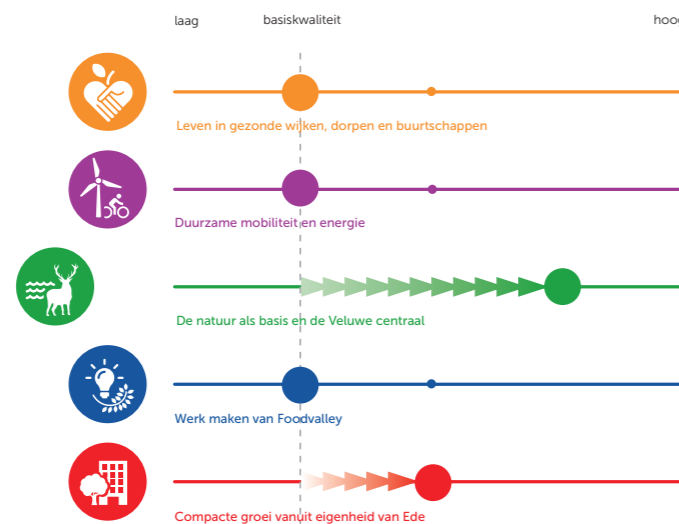 laag basiskwaliteit hoog
Leven in gezonde wijken, dorpen en buurtschappen
Duurzame mobiliteit en energie
De natuur als basis en de Veluwe centraal
Werk maken van Foodvalley
Compacte groei vanuit eigenheid van Ede